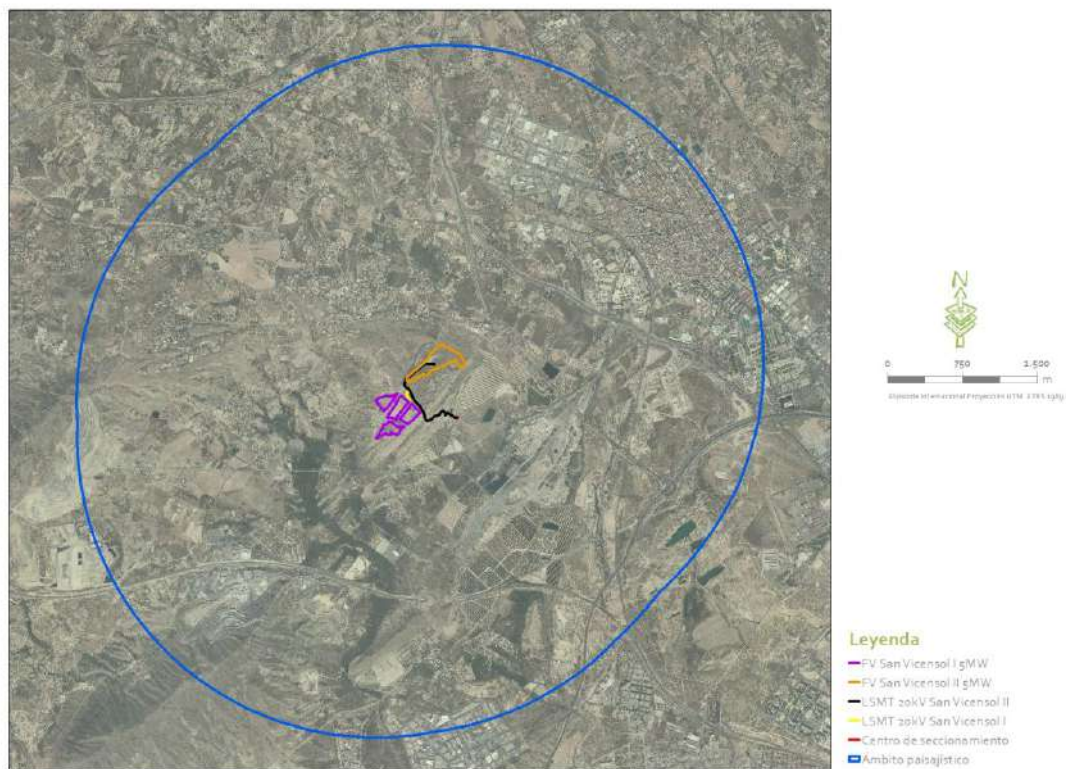 N
0 750 1.500
m
Leyenda
FV San Vicensol I 5MW
FV San Vicensol II 5MW
LSMT 20kV San Vicensol II
LSMT 20kV San Vicensol I
Centro de seccionamiento
Ámbito paisajístico